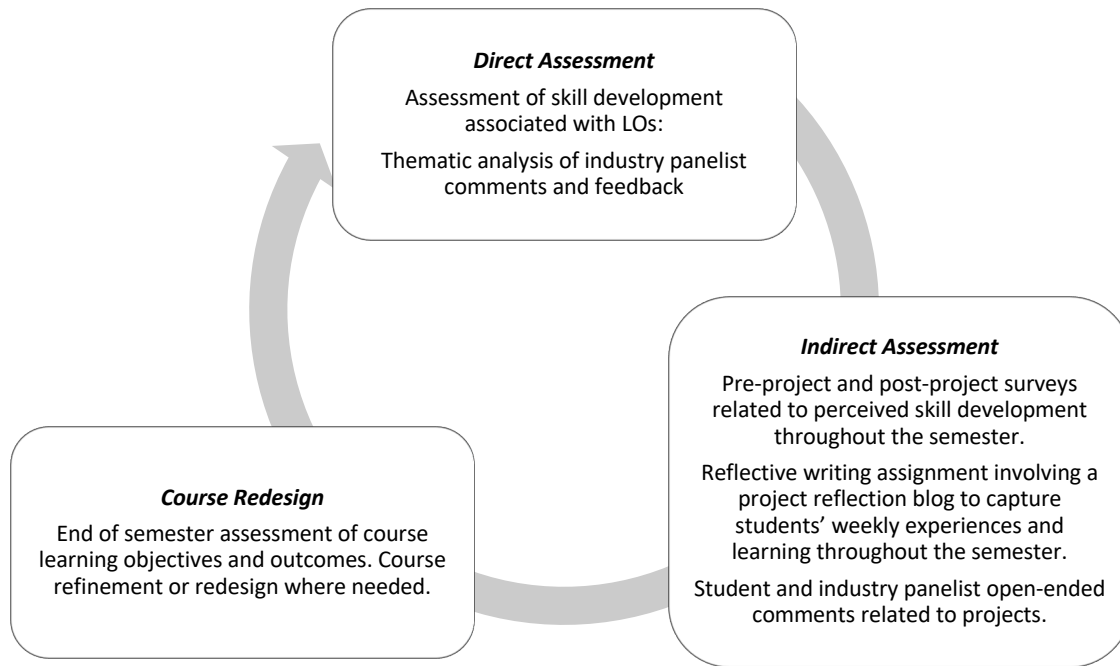 Direct Assessment
Assessment of skill development
associated with LOs:
Thematic analysis of industry panelist
comments and feedback
Indirect Assessment
Pre-project and post-project surveys
related to perceived skill development
throughout the semester.
Reflective writing assignment involving a
project reflection blog to capture
students’ weekly experiences and
learning throughout the semester.
Student and industry panelist open-ended
comments related to projects.
Course Redesign
End of semester assessment of course
learning objectives and outcomes. Course
refinement or redesign where needed.